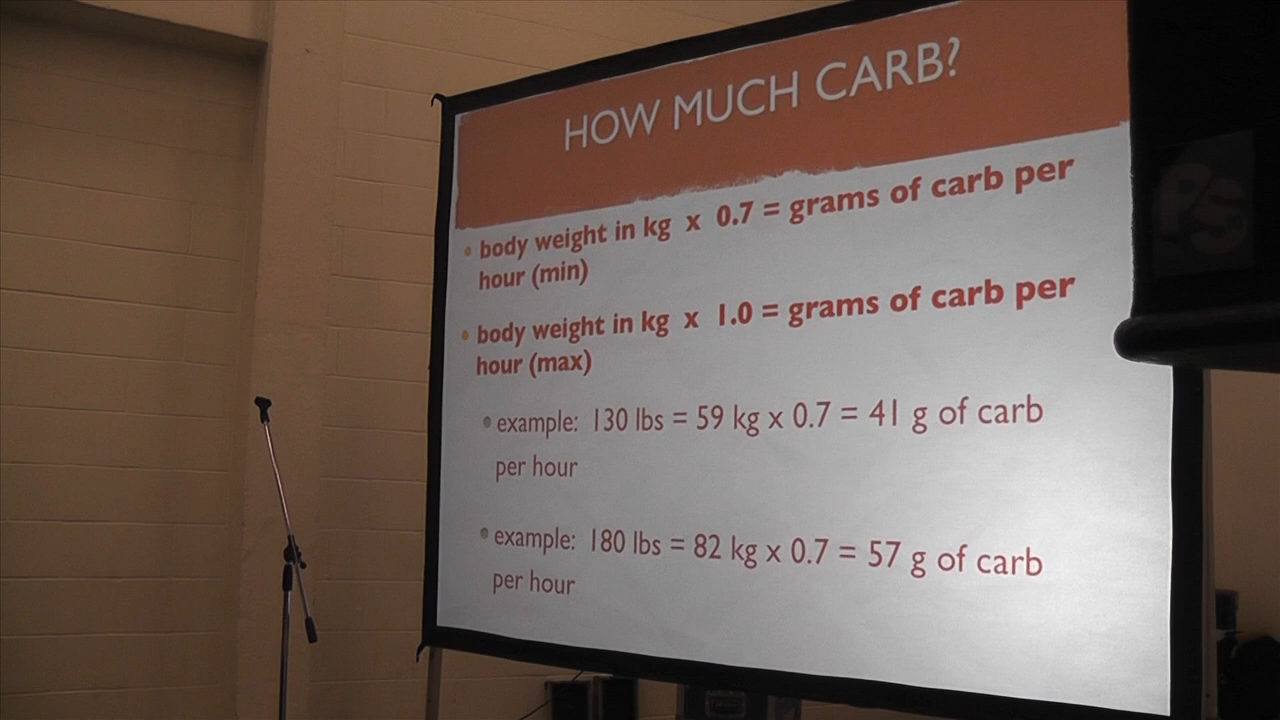 HOW MUCH CARB?
• body weight in kg x 0.7 = grams of carb per
hour (min)
• body weight in kg x 1.0 = grams of carb per
hour (max)
• example: 130 lbs = 59 kg x 0.7 = 41 g of carb
per hour
• example: 180 lbs = 82 kg x 0.7 = 57 g of carb
per hour
PS